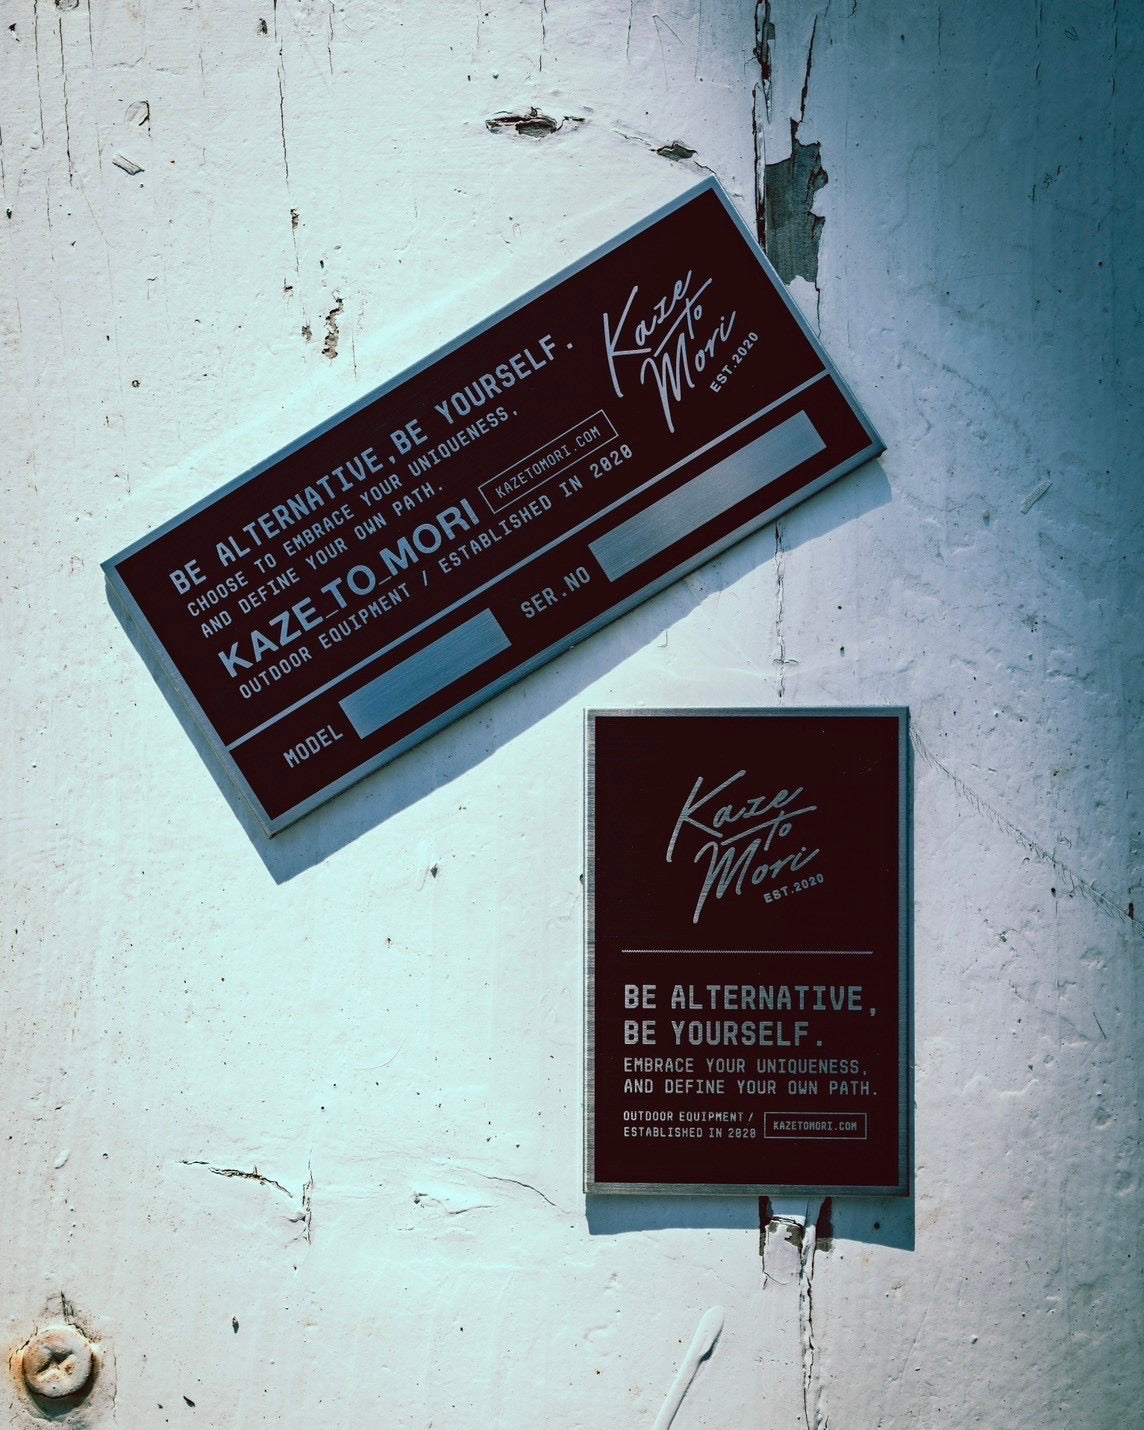 BE ALTERNATIVE,BE YOURSELF.
CHOOSE TO EMBRACE YOUR UNIQUENESS,
AND DEFINE YOUR OWN PATH.
KAZE_TO_MORI KAZETOMORI.COM
OUTDOOR EQUIPMENT / ESTABLISHED IN 2020
Kaze
to
Mori
EST.2020
MODEL SER.NO
Kaze
to
Mori
EST.2020
BE ALTERNATIVE,
BE YOURSELF.
EMBRACE YOUR UNIQUENESS,
AND DEFINE YOUR OWN PATH.
OUTDOOR EQUIPMENT /
ESTABLISHED IN 2020
KAZETOMORI.COM